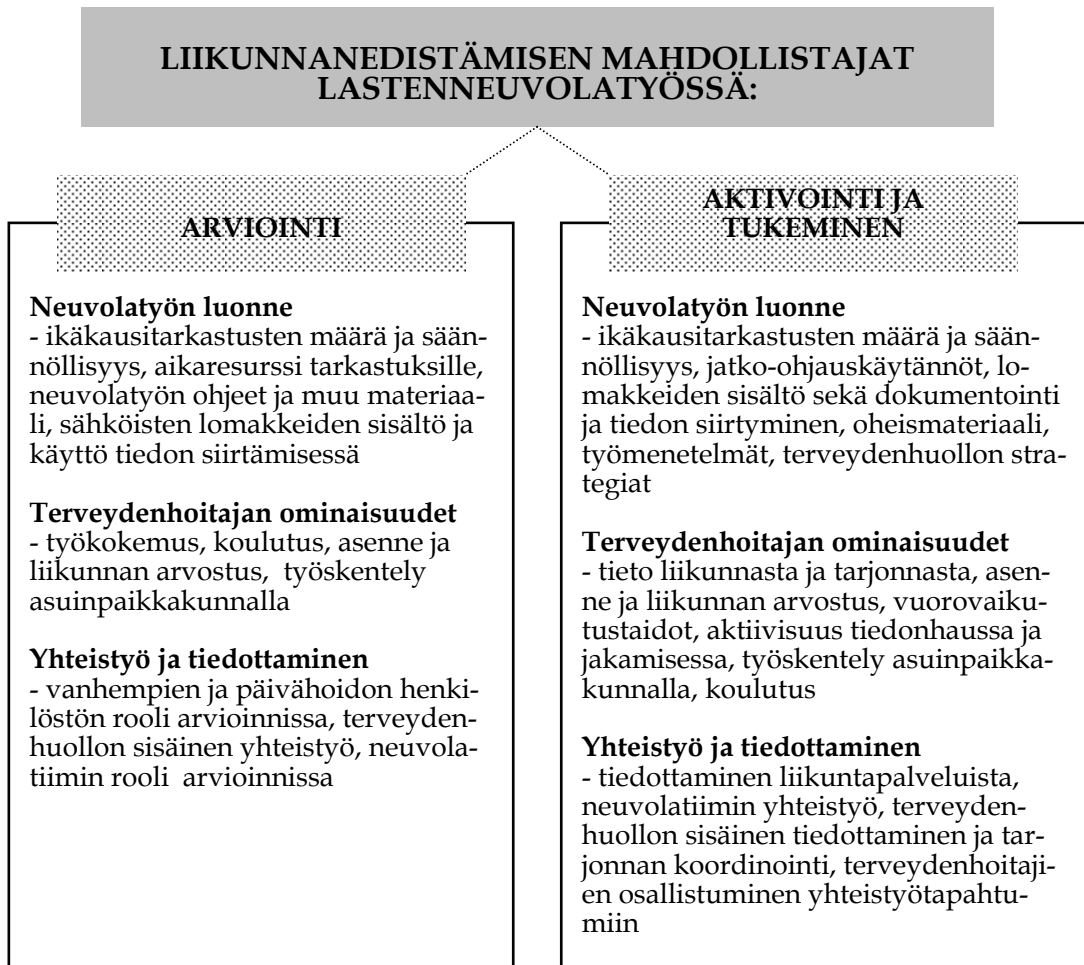 LIIKUNNANEDISTÄMISEN MAHDOLLISTAJAT
LASTENNEUVOLATYÖSSÄ:
ARVIOINTI
Neuvolatyön luonne
- ikäkausitarkastusten määrä ja sään-
nöllisyys, aikaresurssi tarkastuksille,
neuvolatyön ohjeet ja muu materiaa-
li, sähköisten lomakkeiden sisältö ja
käyttö tiedon siirtämisessä
Terveydenhoitajan ominaisuudet
- työkokemus, koulutus, asenne ja
liikunnan arvostus, työskentely
asuinpaikkakunnalla
Yhteistyö ja tiedottaminen
- vanhempien ja päivähoidon henki-
löstön rooli arvioinnissa, terveyden-
huollon sisäinen yhteistyö, neuvola-
tiimin rooli arvioinnissa
AKTIVOINTI JA
TUKEMINEN
Neuvolatyön luonne
- ikäkausitarkastusten määrä ja sään-
nöllisyys, jatko-ohjauskäytännöt, lo-
makkeiden sisältö sekä dokumentointi
ja tiedon siirtyminen, oheismateriaali,
työmenetelmät, terveydenhuollon stra-
tegiat
Terveydenhoitajan ominaisuudet
- tieto liikunnasta ja tarjonnasta, asen-
ne ja liikunnan arvostus, vuorovaiku-
tustaidot, aktiivisuus tiedonhaussa ja
jakamisessa, työskentely asuinpaikka-
kunnalla, koulutus
Yhteistyö ja tiedottaminen
- tiedottaminen liikuntapalveluista,
neuvolatiimin yhteistyö, terveyden-
huollon sisäinen tiedottaminen ja tar-
jonnan koordinointi, terveydenhoitaji-
en osallistuminen yhteistyötapahtu-
miin